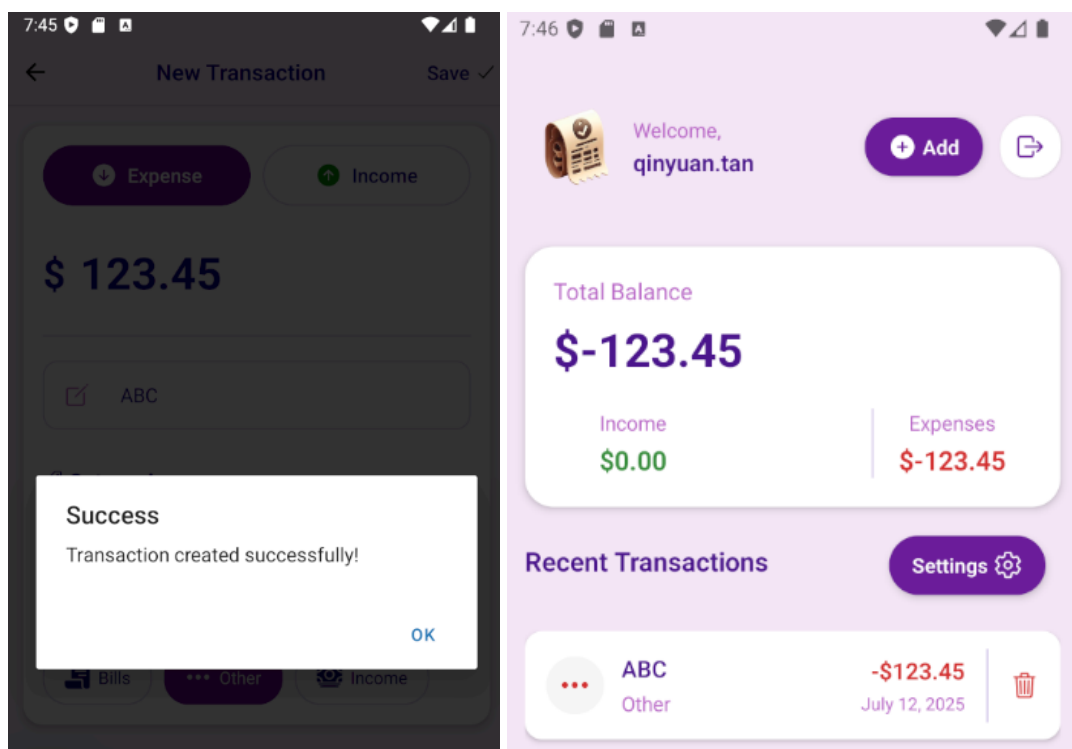 7:45
New Transaction
Save
Expense
Income
$ 123.45
ABC
Success
Transaction created successfully!
OK
Bills
Other
Income
7:46
Welcome,
qinyuan.tan
Add
Total Balance
$-123.45
Income
Expenses
$0.00
$-123.45
Recent Transactions
Settings
ABC
-$123.45
Other
July 12, 2025